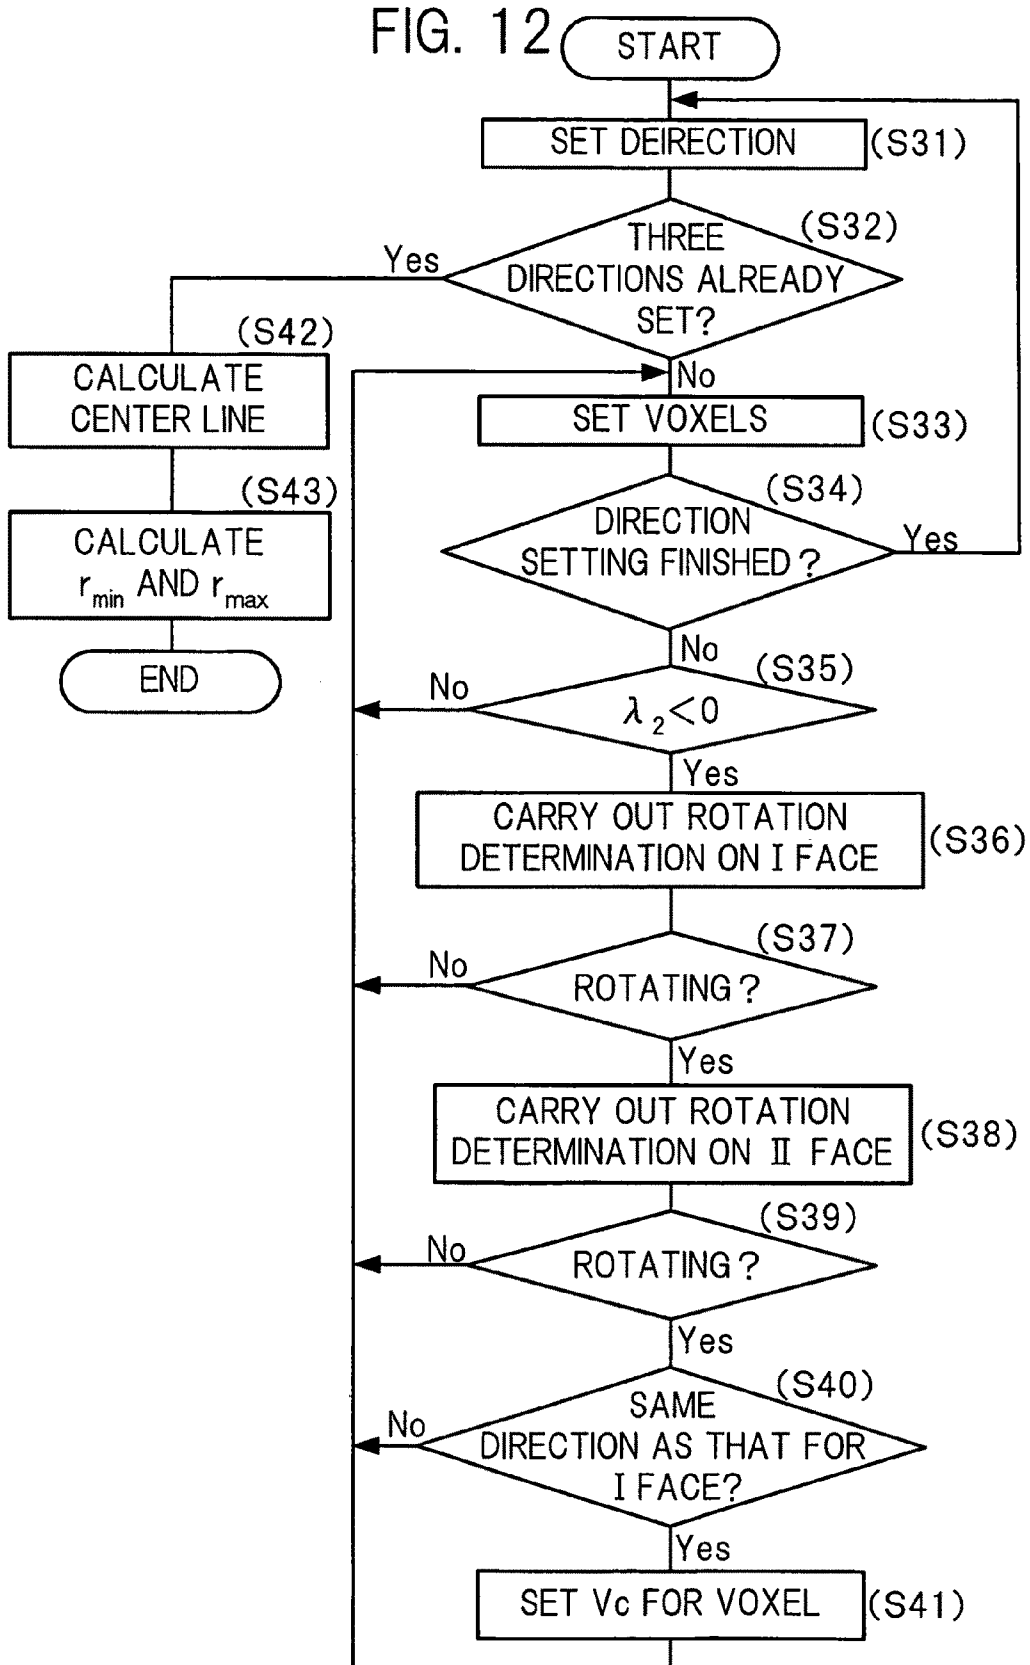 FIG. 12
START
SET DEIRECTION
(S31)
(S32)
THREE
DIRECTIONS ALREADY
SET?
Yes
No
(S42)
CALCULATE
CENTER LINE
(S43)
CALCULATE
rmin AND rmax
END
SET VOXELS
(S33)
(S34)
DIRECTION
SETTING FINISHED?
Yes
No
(S35)
λ2<0
No
Yes
CARRY OUT ROTATION
DETERMINATION ON I FACE
(S36)
(S37)
ROTATING?
No
Yes
CARRY OUT ROTATION
DETERMINATION ON II FACE
(S38)
(S39)
ROTATING?
No
Yes
(S40)
SAME
DIRECTION AS THAT FOR
I FACE?
No
Yes
SET Vc FOR VOXEL
(S41)